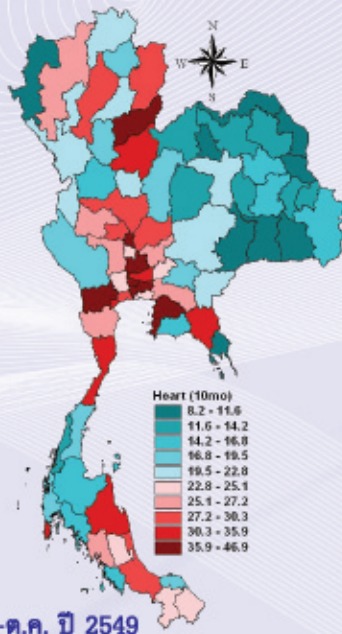 N
W E
S
Heart (10mo)
8.2 - 11.6
11.6 - 14.2
14.2 - 16.8
16.8 - 19.5
19.5 - 22.8
22.8 - 25.1
25.1 - 27.2
27.2 - 30.3
30.3 - 35.9
35.9 - 46.9
-ต.ค. ปี 2549